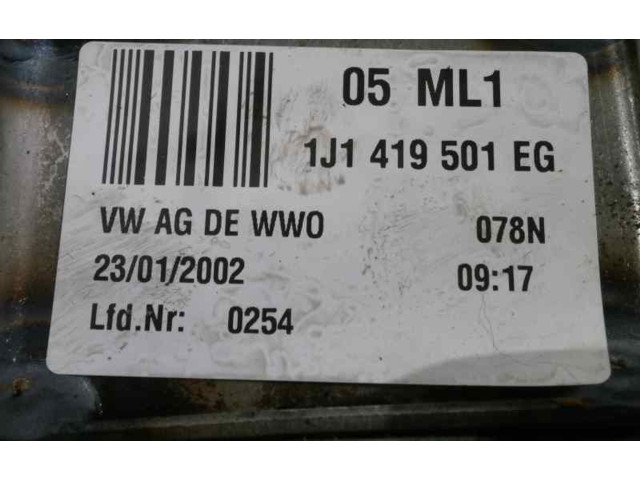 05 ML1
1J1 419 501 EG
VW AG DE WWO 078N
23/01/2002 09:17
Lfd.Nr: 0254